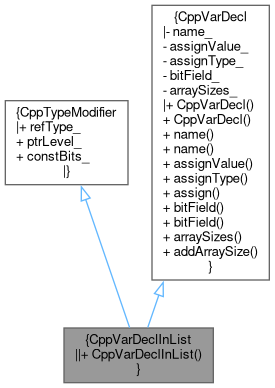 {CppVarDecl
|- name_
- assignValue_
- assignType_
- bitField_
- arraySizes_
|+ CppVarDecl()
+ CppVarDecl()
+ name()
+ name()
+ assignValue()
+ assignType()
+ assign()
+ bitField()
+ bitField()
+ arraySizes()
+ addArraySize()
}
{CppTypeModifier
|+ refType_
+ ptrLevel_
+ constBits_
|}
{CppVarDeclInList
||+ CppVarDeclInList()
}